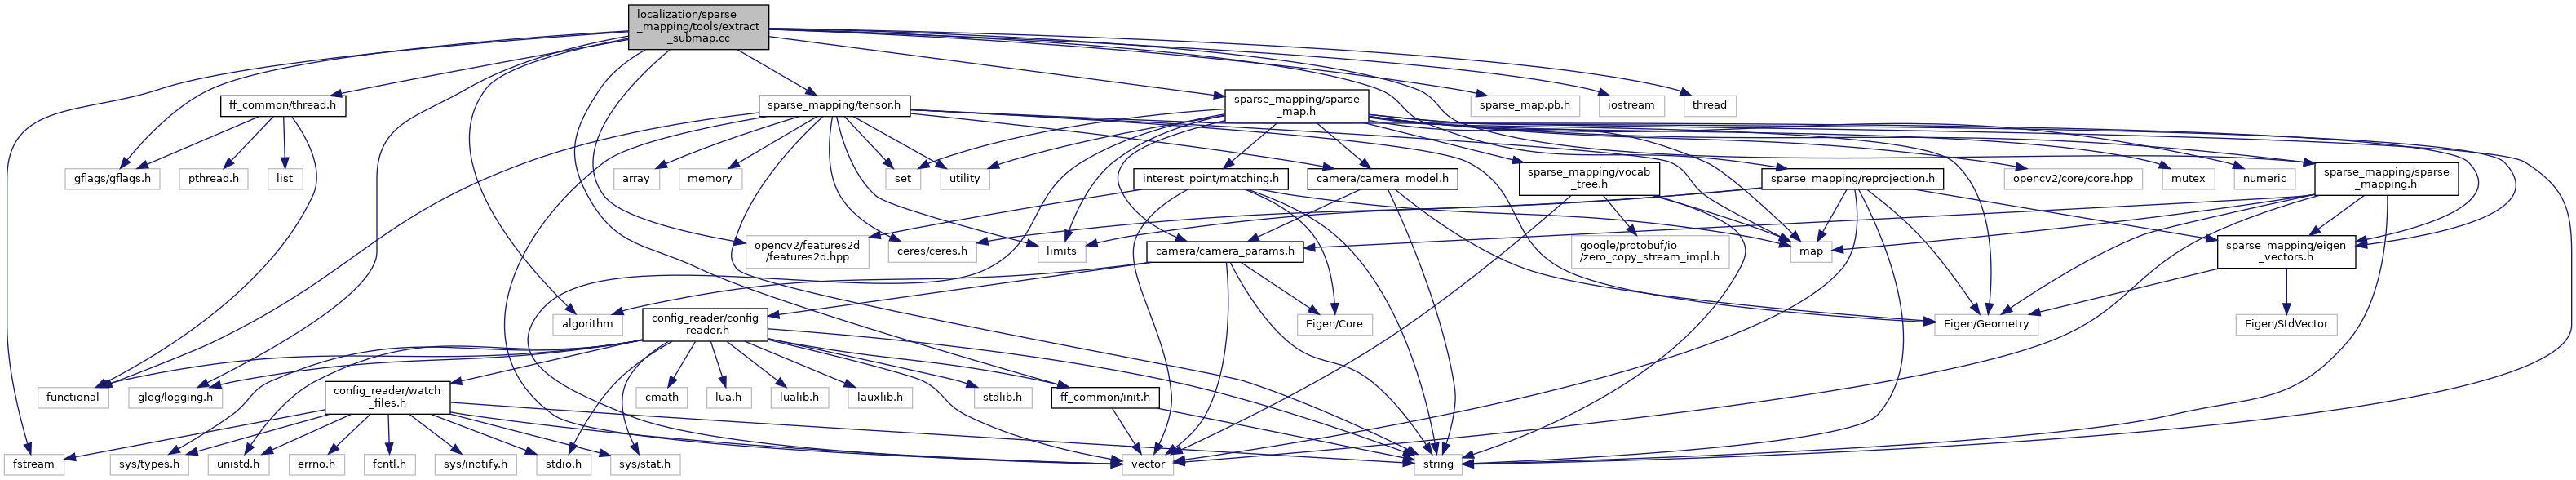 localization/sparse
_mapping/tools/extract
_submap.cc
ff_common/thread.h
sparse_mapping/tensor.h
sparse_mapping/sparse
_map.h
sparse_map.pb.h
iostream
thread
gflags/gflags.h
pthread.h
list
array
memory
set
utility
interest_point/matching.h
camera/camera_model.h
sparse_mapping/vocab
_tree.h
sparse_mapping/reprojection.h
opencv2/core/core.hpp
mutex
numeric
sparse_mapping/sparse
_mapping.h
opencv2/features2d
/features2d.hpp
ceres/ceres.h
limits
camera/camera_params.h
google/protobuf/io
/zero_copy_stream_impl.h
map
sparse_mapping/eigen
_vectors.h
algorithm
config_reader/config
_reader.h
Eigen/Core
Eigen/Geometry
Eigen/StdVector
functional
glog/logging.h
config_reader/watch
_files.h
cmath
lua.h
lualib.h
lauxlib.h
stdlib.h
ff_common/init.h
fstream
sys/types.h
unistd.h
errno.h
fcntl.h
sys/inotify.h
stdio.h
sys/stat.h
vector
string